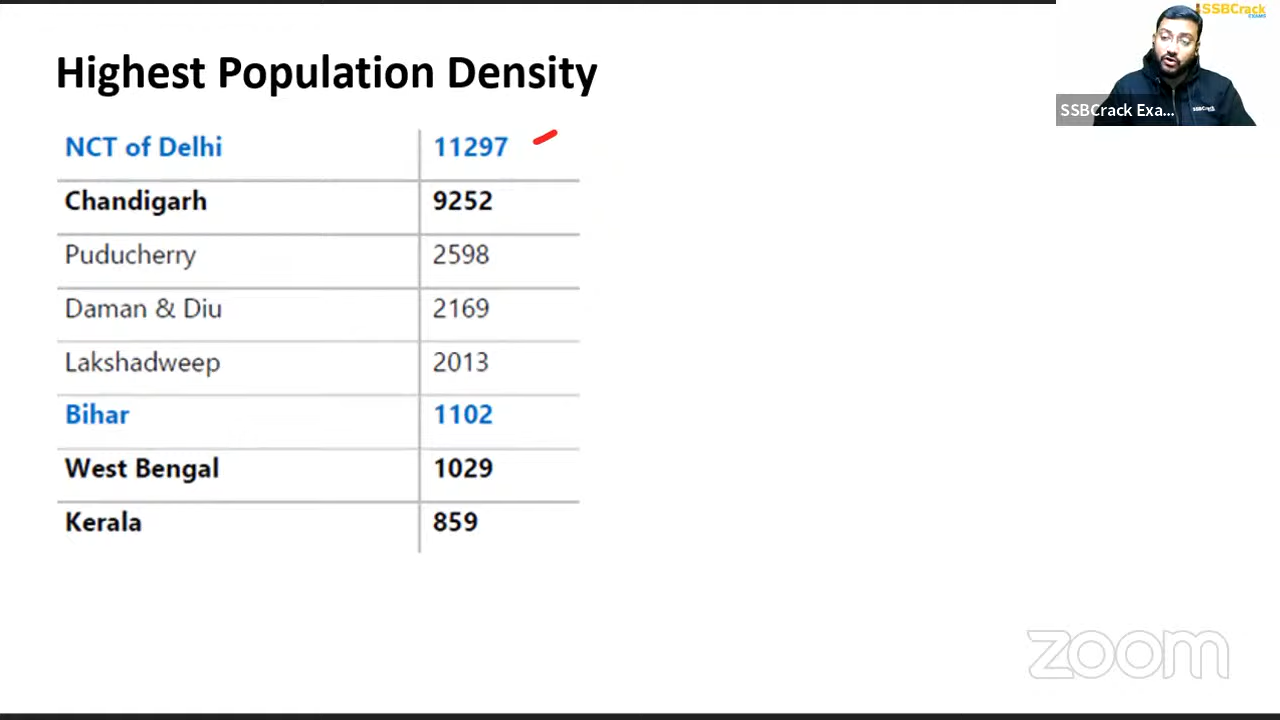 SSBCrack
EXAMS
SSBCrack Exa...
Highest Population Density
NCT of Delhi 11297
Chandigarh 9252
Puducherry 2598
Daman & Diu 2169
Lakshadweep 2013
Bihar 1102
West Bengal 1029
Kerala 859
zoom